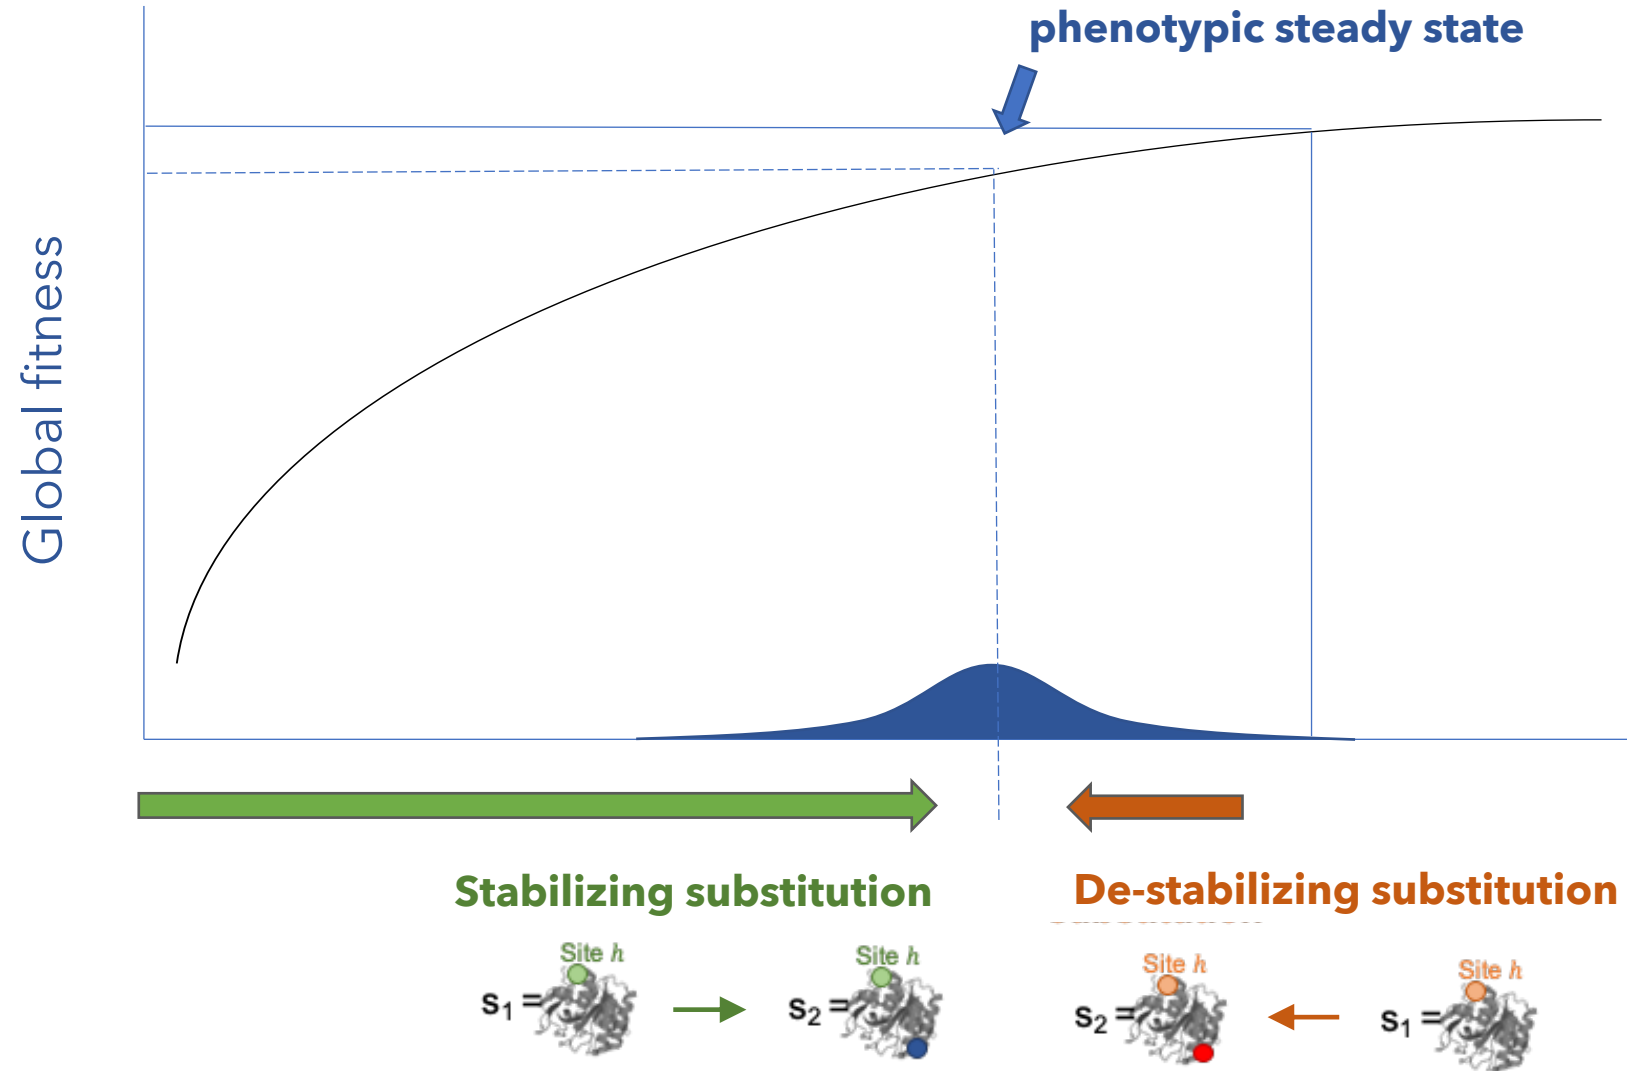 phenotypic steady state
Global fitness
Stabilizing substitution
De-stabilizing substitution
Site h
S₁ =
Site h
S₂ =
Site h
S₂ =
Site h
S₁ =